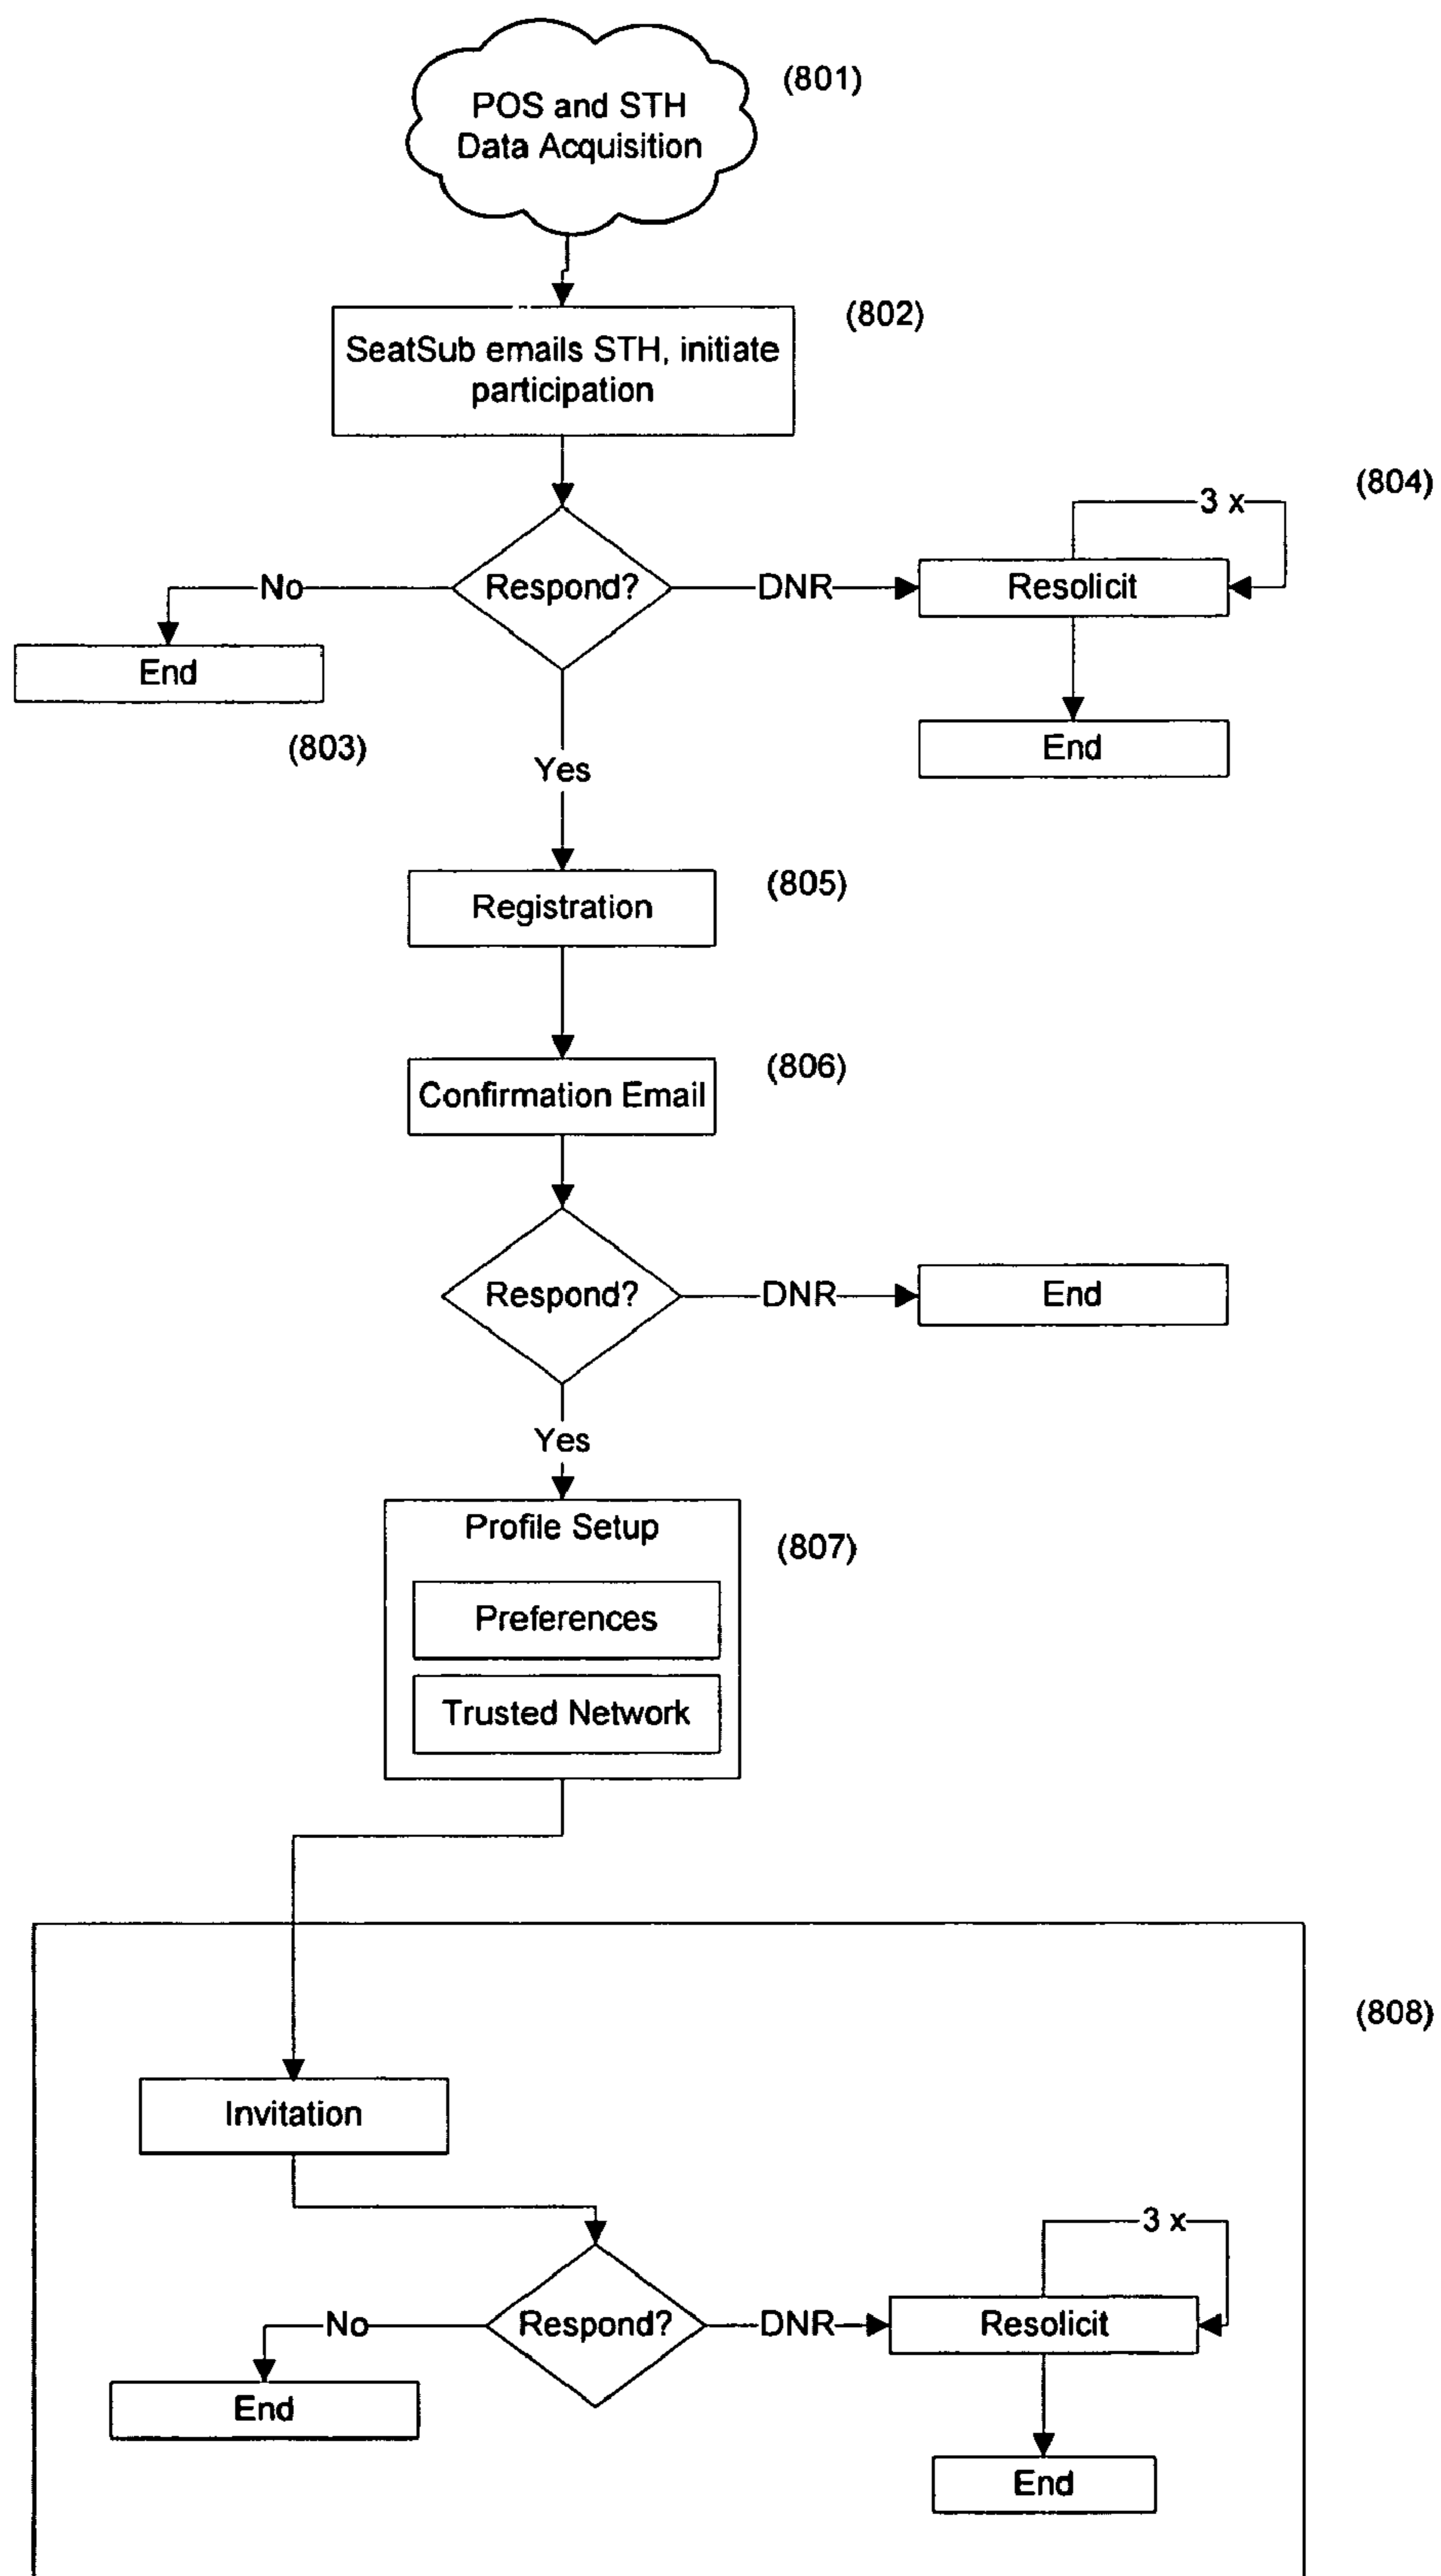 (801)
POS and STH
Data Acquisition
(802)
SeatSub emails STH, initiate
participation
(804)
3 x
No
Respond?
DNR
Resolicit
End
(803)
End
Yes
(805)
Registration
(806)
Confirmation Email
Respond?
DNR
End
Yes
Profile Setup
(807)
Preferences
Trusted Network
(808)
Invitation
3 x
No
Respond?
DNR
Resolicit
End
End